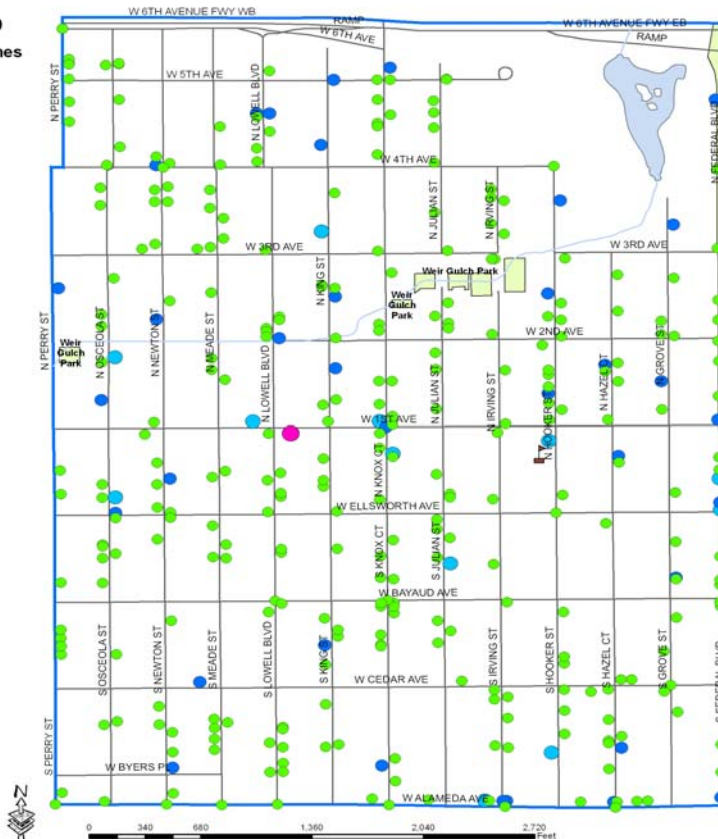 W 6TH AVENUE FWY WB
RAMP
W 6TH AVENUE FWY EB
W 6TH AVE
RAMP
N PERRY ST
W 5TH AVE
N LOWELL BLVD
N FEDERAL BLVD
W 4TH AVE
N JULIAN ST
N IRVING ST
W 3RD AVE
W 3RD AVE
N KING ST
Weir Gulch Park
Weir
Gulch
Park
N PERRY ST
N OSCEOLA ST
N NEWTON ST
N MEADE ST
W 2ND AVE
Weir
Gulch
Park
N LOWELL BLVD
N JULIAN ST
N IRVING ST
N HOOKER ST
N HAZEL CT
N GROVE ST
W 1ST AVE
N KNOX CT
W ELLSWORTH AVE
S KNOX CT
S JULIAN ST
W BAYAUD AVE
S OSCEOLA ST
S NEWTON ST
S MEADE ST
S LOWELL BLVD
S KING ST
S IRVING ST
S HOOKER ST
S HAZEL CT
S GROVE ST
W CEDAR AVE
S PERRY ST
S FEDERAL BLVD
W BYERS PL
W ALAMEDA AVE
N
0 340 680 1,360 2,040 2,720
Feet